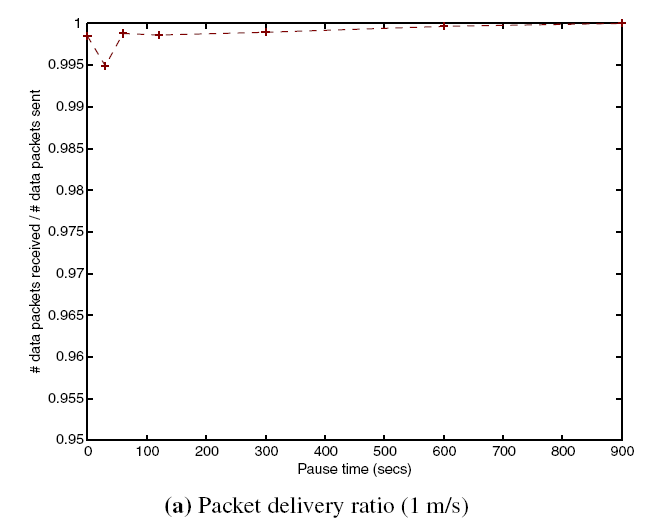 1
0.995
0.99
0.985
0.98
0.975
0.97
0.965
0.96
0.955
0.95
# data packets received / # data packets sent
0 100 200 300 400 500 600 700 800 900
Pause time (secs)
(a) Packet delivery ratio (1 m/s)